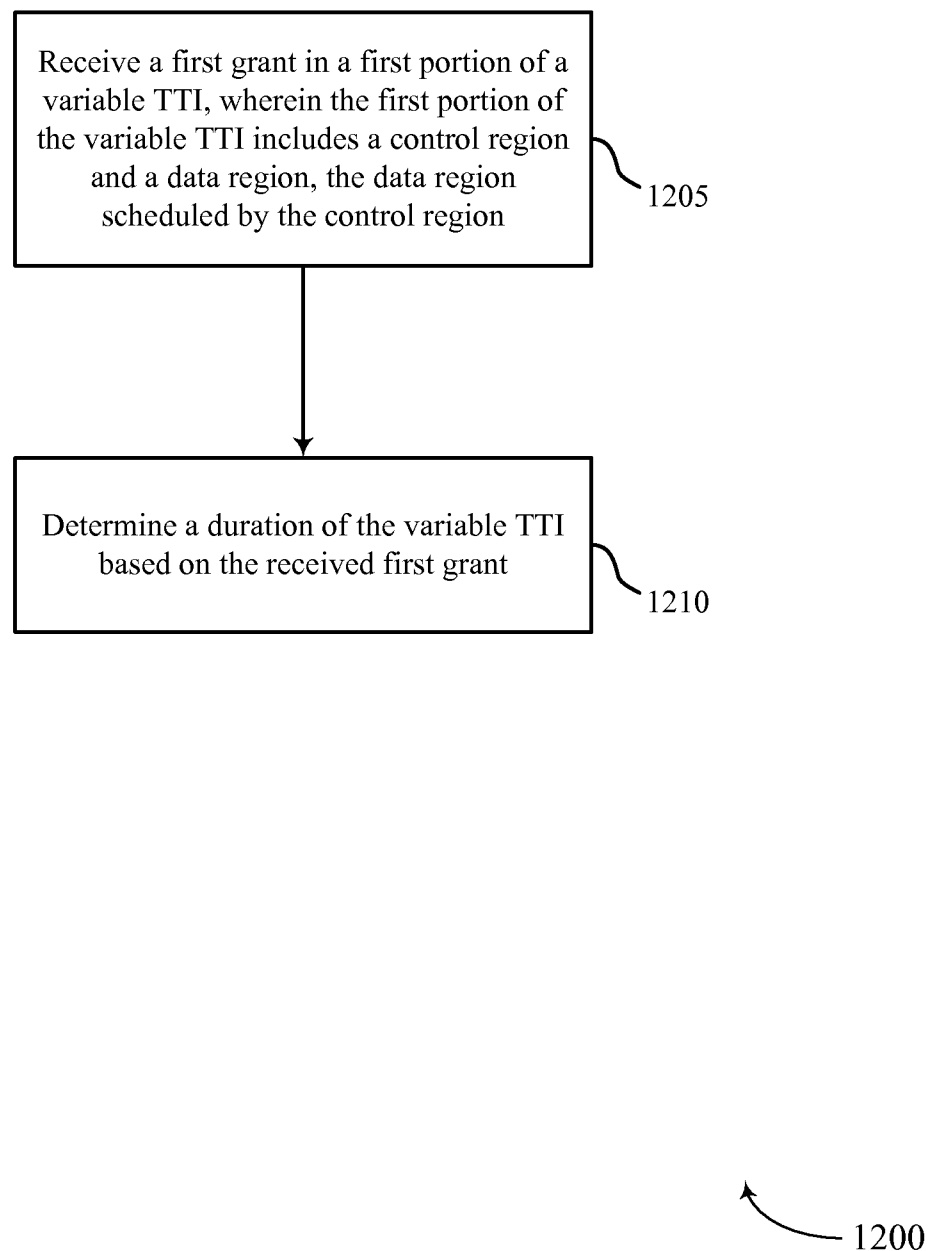 Receive a first grant in a first portion of a
variable TTI, wherein the first portion of
the variable TTI includes a control region
and a data region, the data region
scheduled by the control region
1205
Determine a duration of the variable TTI
based on the received first grant
1210
1200